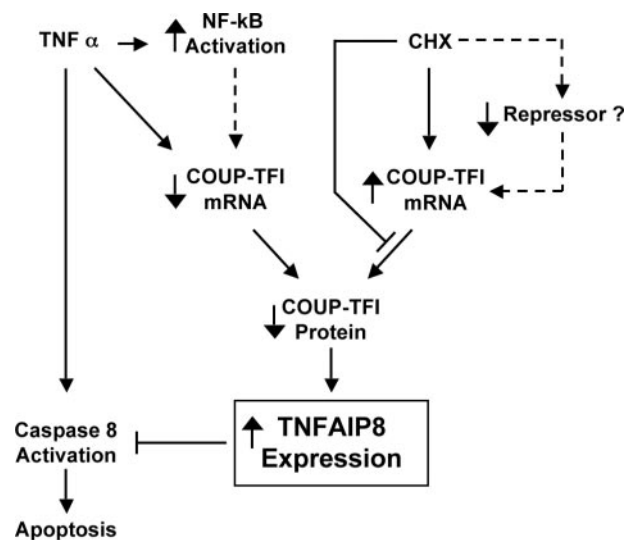 NF-kB
TNF α
Activation
CHX
Repressor ?
COUP-TFI
mRNA
COUP-TFI
mRNA
COUP-TFI
Protein
TNFAIP8
Expression
Caspase 8
Activation
Apoptosis